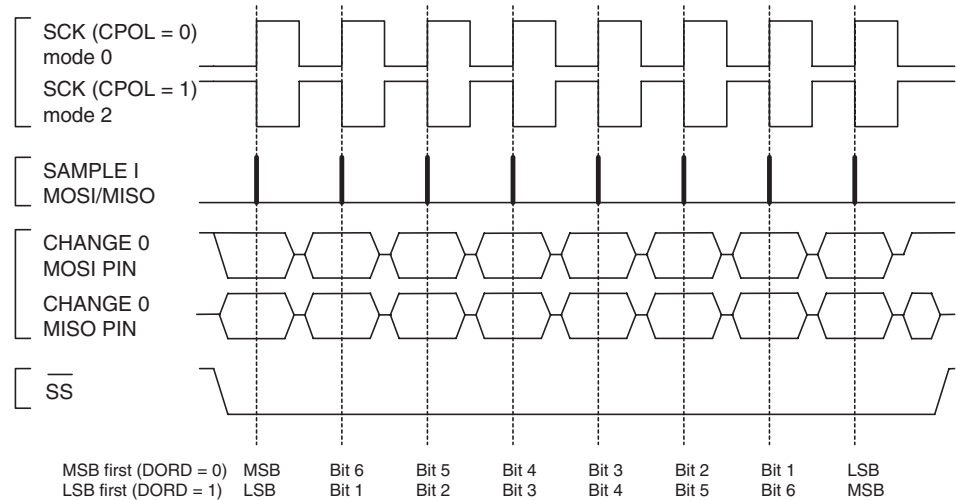 SCK (CPOL = 0)
mode 0
SCK (CPOL = 1)
mode 2
SAMPLE I
MOSI/MISO
CHANGE 0
MOSI PIN
CHANGE 0
MISO PIN
SS
MSB first (DORD = 0) MSB Bit 6 Bit 5 Bit 4 Bit 3 Bit 2 Bit 1 LSB
LSB first (DORD = 1) LSB Bit 1 Bit 2 Bit 3 Bit 4 Bit 5 Bit 6 MSB